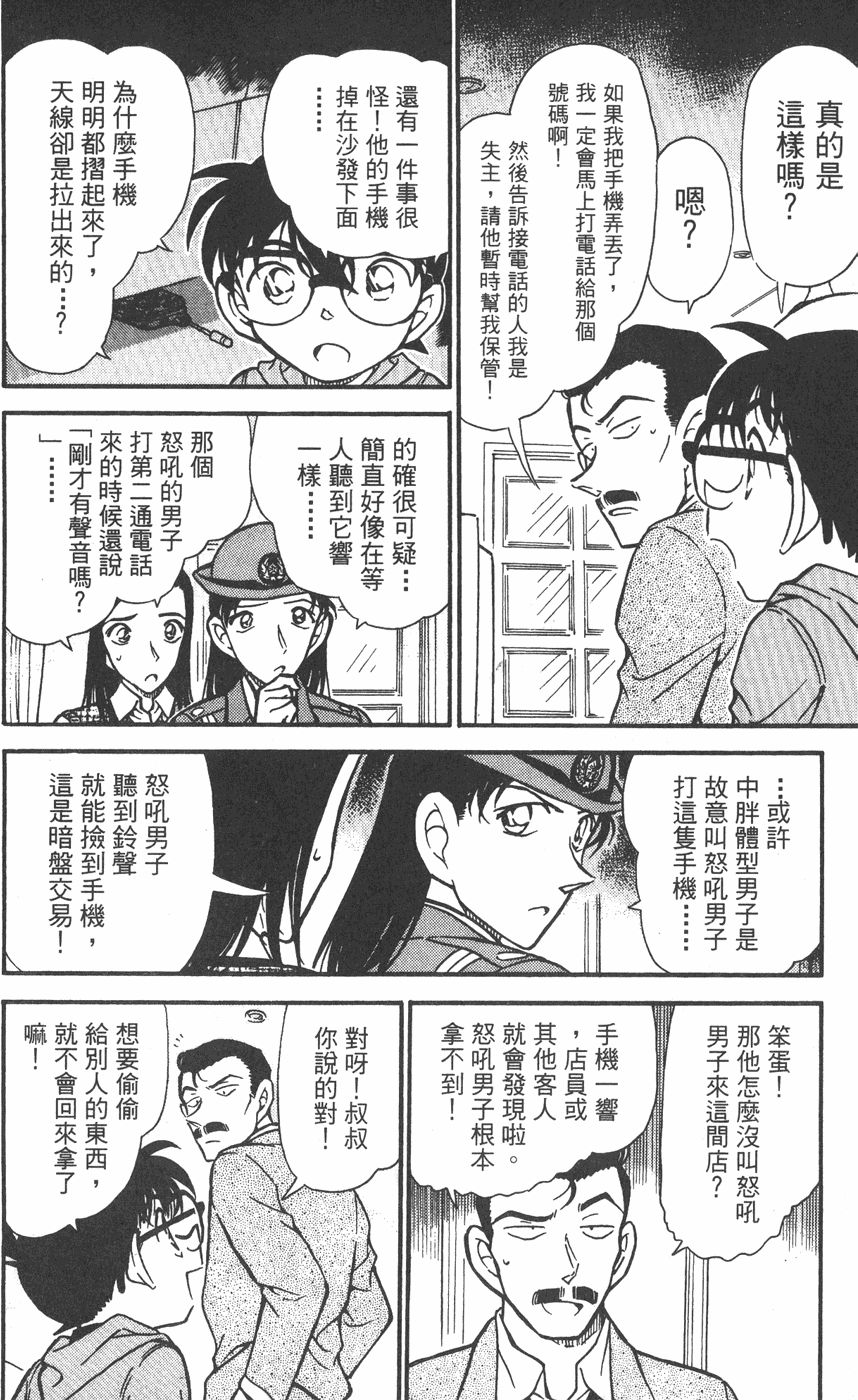 真的是
這樣嗎？
嗯？
如果我把手機弄丟了，
我一定會馬上打電話給那個
號碼啊！
然後告訴接電話的人我是
失主，請他暫時幫我保管！
還有一件事很
怪！他的手機
掉在沙發下面
……
為什麼手機
明明都摺起來了，
天線卻是拉出來的…？
的確很可疑…
簡直好像在等
人聽到它響
一樣……
那個
怒吼的男子
打第二通電話
來的時候還說
「剛才有聲音嗎？
」……
…或許
中胖體型男子是
故意叫怒吼男子
打這隻手機……
怒吼男子
聽到鈴聲
就能撿到手機，
這是暗盤交易！
笨蛋！
那他怎麼沒叫怒吼
男子來這間店？
手機一響
，店員或
其他客人
就會發現啦。
怒吼男子根本
拿不到！
對呀！叔叔
你說的對！
想要偷偷
給別人的東西，
就不會回來拿了
嘛！